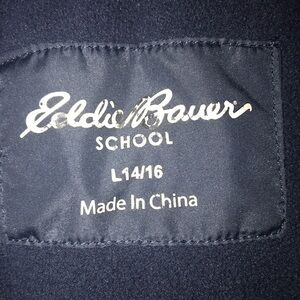 Eddie Bauer
SCHOOL
L14/16
Made In China